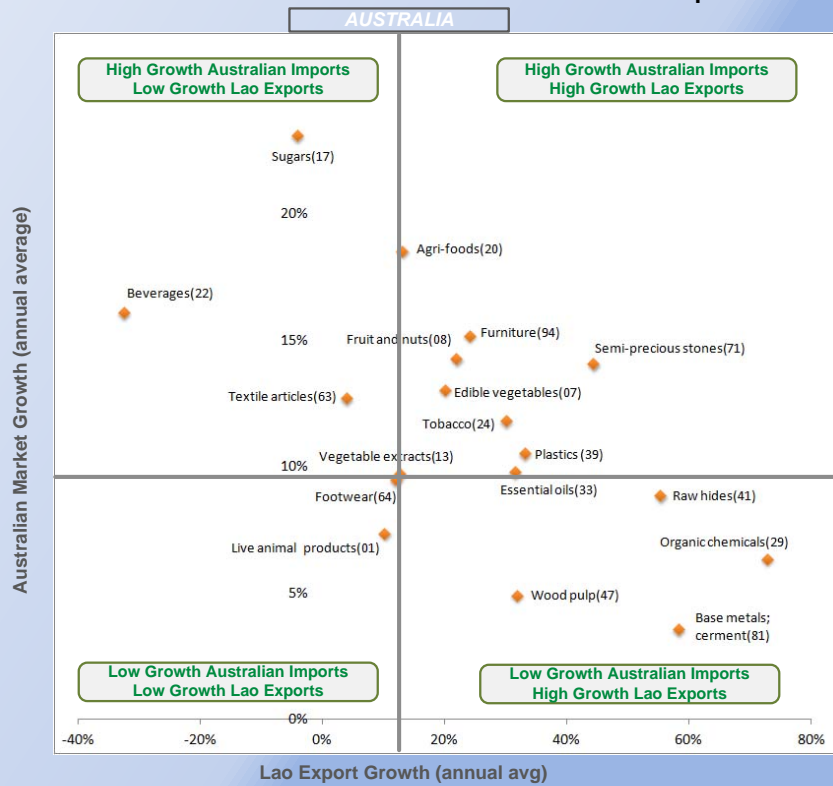 AUSTRALIA
High Growth Australian Imports
Low Growth Lao Exports
High Growth Australian Imports
High Growth Lao Exports
Sugars(17)
20%
Agri-foods(20)
Beverages(22)
Furniture(94)
15%
Fruit and nuts(08)
Semi-precious stones(71)
Textile articles(63)
Edible vegetables(07)
Tobacco(24)
Vegetable extracts(13)
Plastics (39)
10%
Essential oils(33)
Footwear(64)
Raw hides(41)
Organic chemicals(29)
Live animal products(01)
5%
Wood pulp(47)
Base metals;
cerment(81)
Low Growth Australian Imports
Low Growth Lao Exports
Low Growth Australian Imports
High Growth Lao Exports
0%
-40%
-20%
0%
20%
40%
60%
80%
Australian Market Growth (annual average)
Lao Export Growth (annual avg)